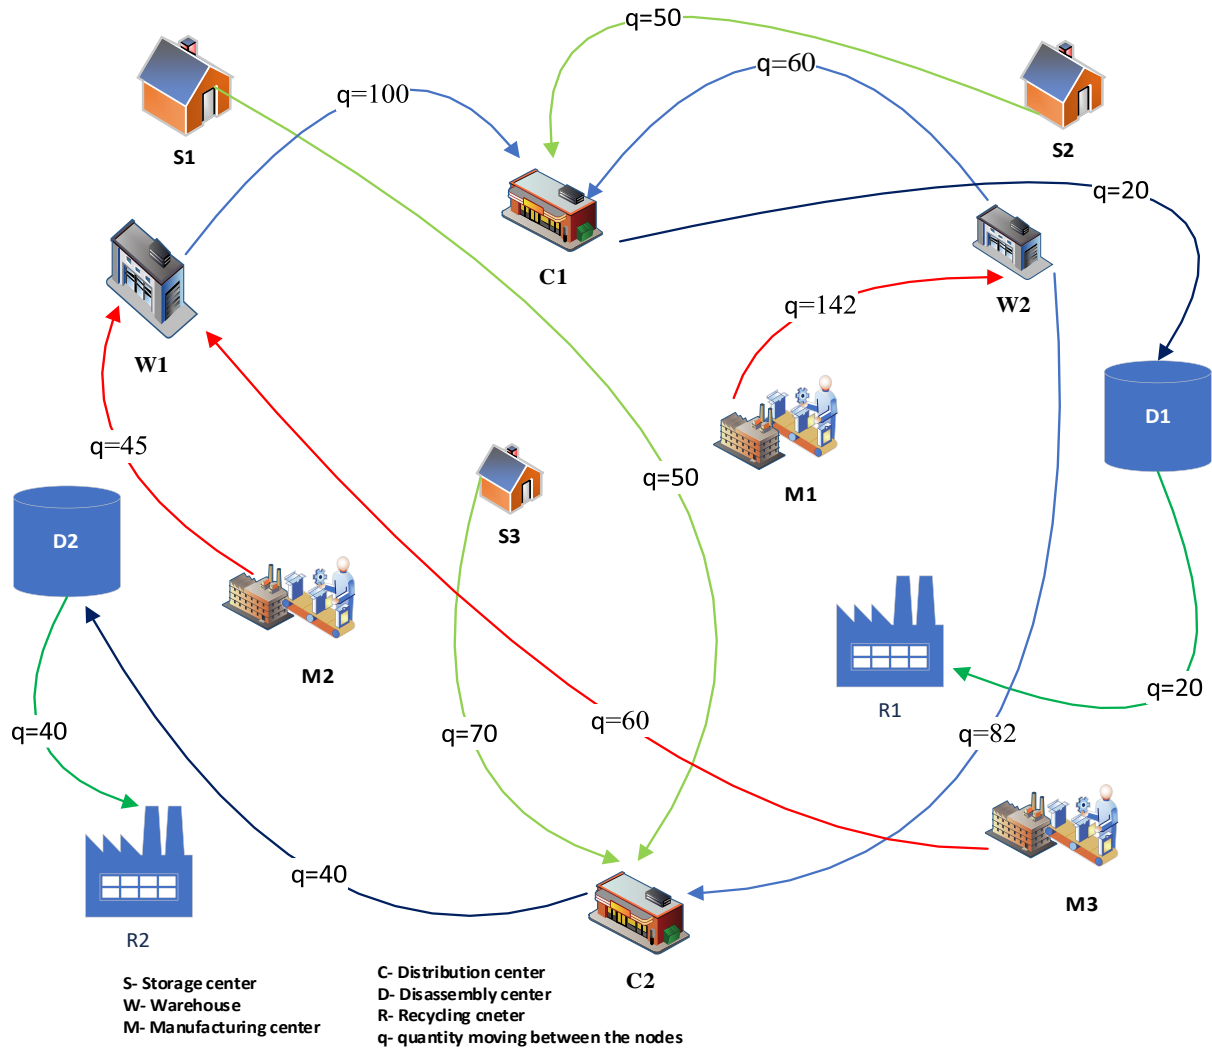 q=50
q=60
q=100
S1
S2
q=20
C1
W2
q=142
W1
D1
q=45
q=50
M1
S3
D2
M2
q=20
R1
q=60
q=40
q=70
q=82
q=40
M3
R2
C2
S- Storage center
W- Warehouse
M- Manufacturing center
C- Distribution center
D- Disassembly center
R- Recycling cneter
q- quantity moving between the nodes